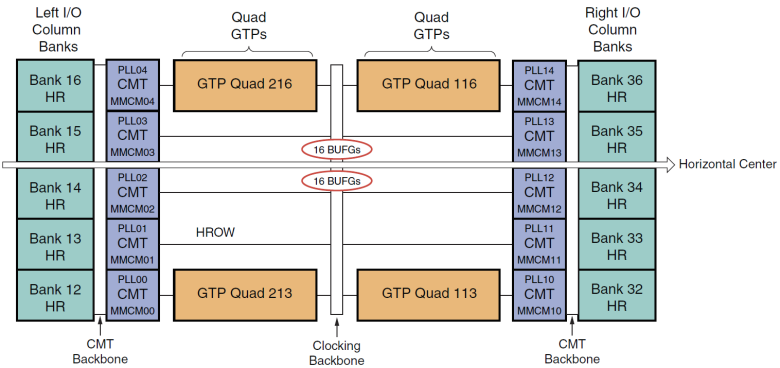 Left I/O
Column
Banks
Quad
GTPs
Quad
GTPs
Right I/O
Column
Banks
Bank 16
HR
PLL04
CMT
MMCM04
GTP Quad 216
GTP Quad 116
PLL14
CMT
MMCM14
Bank 36
HR
Bank 15
HR
PLL03
CMT
MMCM03
16 BUFGs
PLL13
CMT
MMCM13
Bank 35
HR
Horizontal Center
Bank 14
HR
PLL02
CMT
MMCM02
16 BUFGs
PLL12
CMT
MMCM12
Bank 34
HR
Bank 13
HR
PLL01
CMT
MMCM01
HROW
PLL11
CMT
MMCM11
Bank 33
HR
Bank 12
HR
PLL00
CMT
MMCM00
GTP Quad 213
GTP Quad 113
PLL10
CMT
MMCM10
Bank 32
HR
CMT
Backbone
Clocking
Backbone
CMT
Backbone